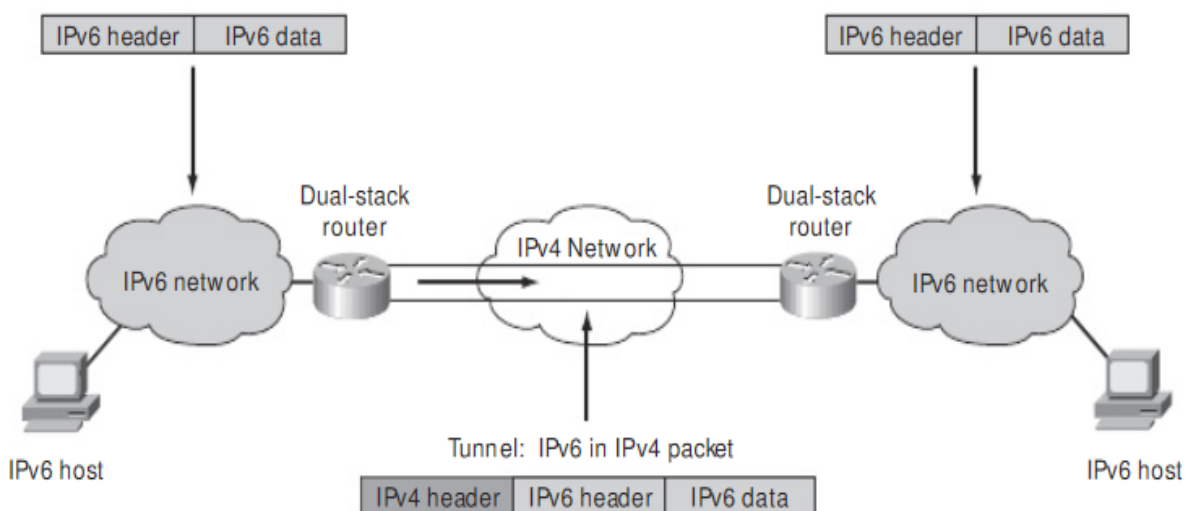 IPv6 header IPv6 data
IPv6 header IPv6 data
Dual-stack
router
Dual-stack
router
IPv4 Network
IPv6 network
IPv6 network
Tunnel: IPv6 in IPv4 packet
IPv6 host
IPv6 host
IPv4 header IPv6 header IPv6 data